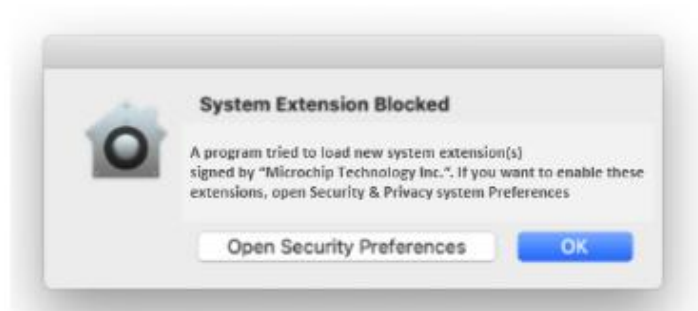 System Extension Blocked
A program tried to load new system extension(s)
signed by "Microchip Technology Inc.". If you want to enable these
extensions, open Security & Privacy system Preferences
Open Security Preferences
OK